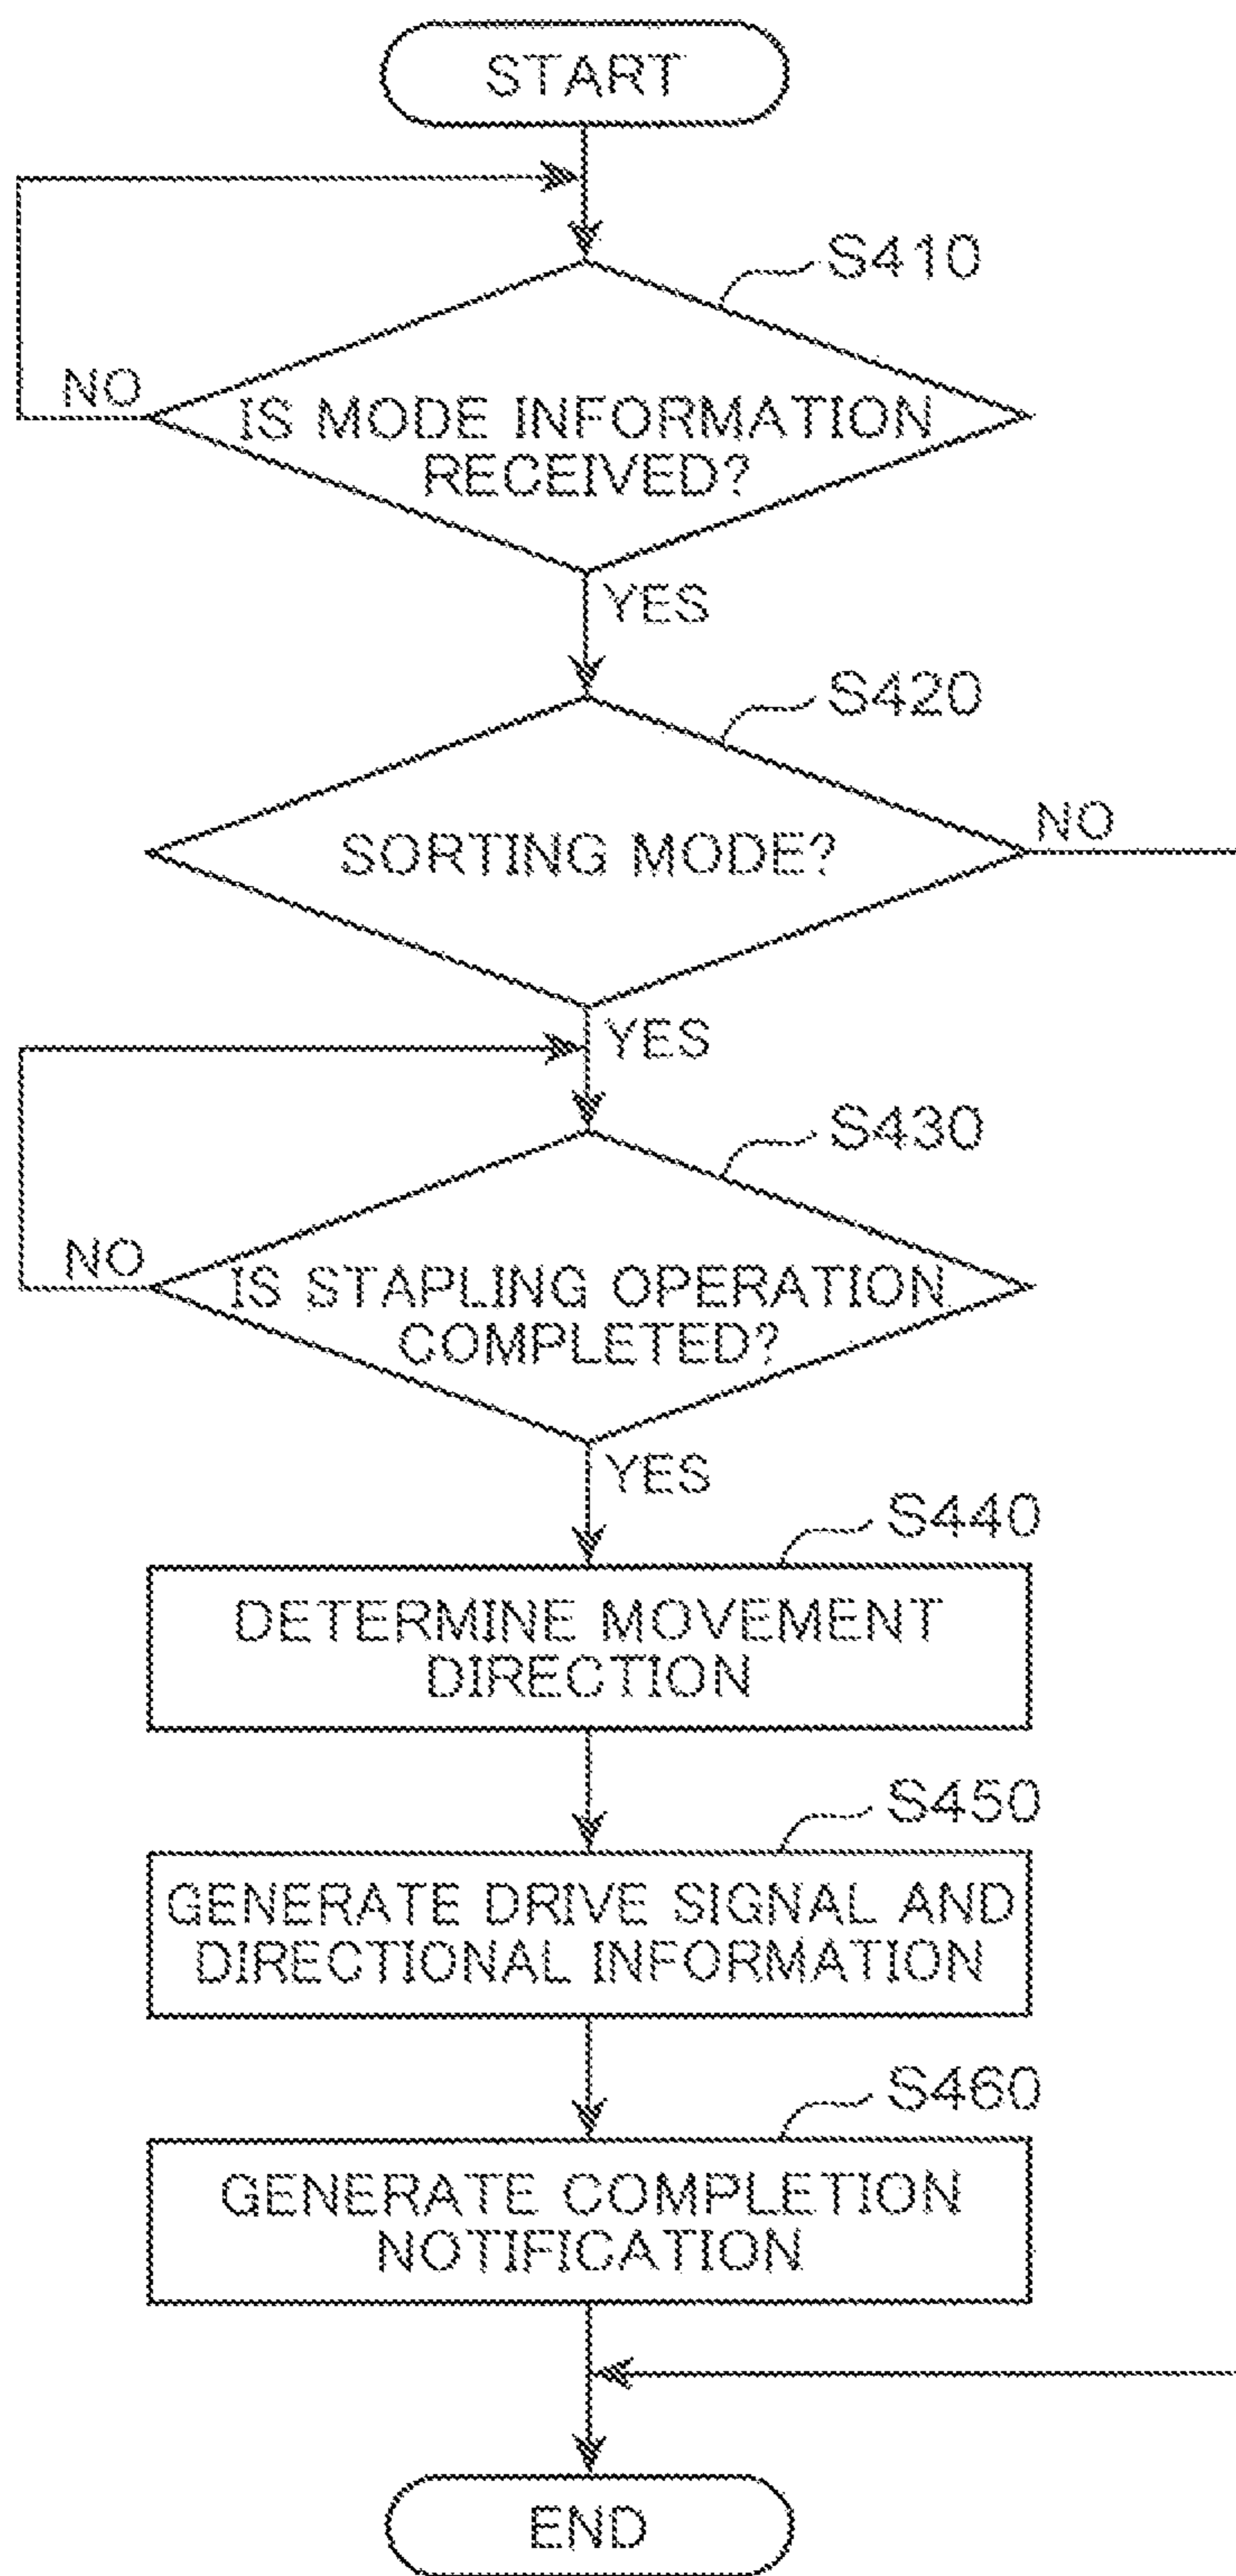 START
S410
NO
IS MODE INFORMATION
RECEIVED?
YES
S420
NO
SORTING MODE?
YES
S430
NO
IS STAPLING OPERATION
COMPLETED?
YES
S440
DETERMINE MOVEMENT
DIRECTION
S450
GENERATE DRIVE SIGNAL AND
DIRECTIONAL INFORMATION
S460
GENERATE COMPLETION
NOTIFICATION
END